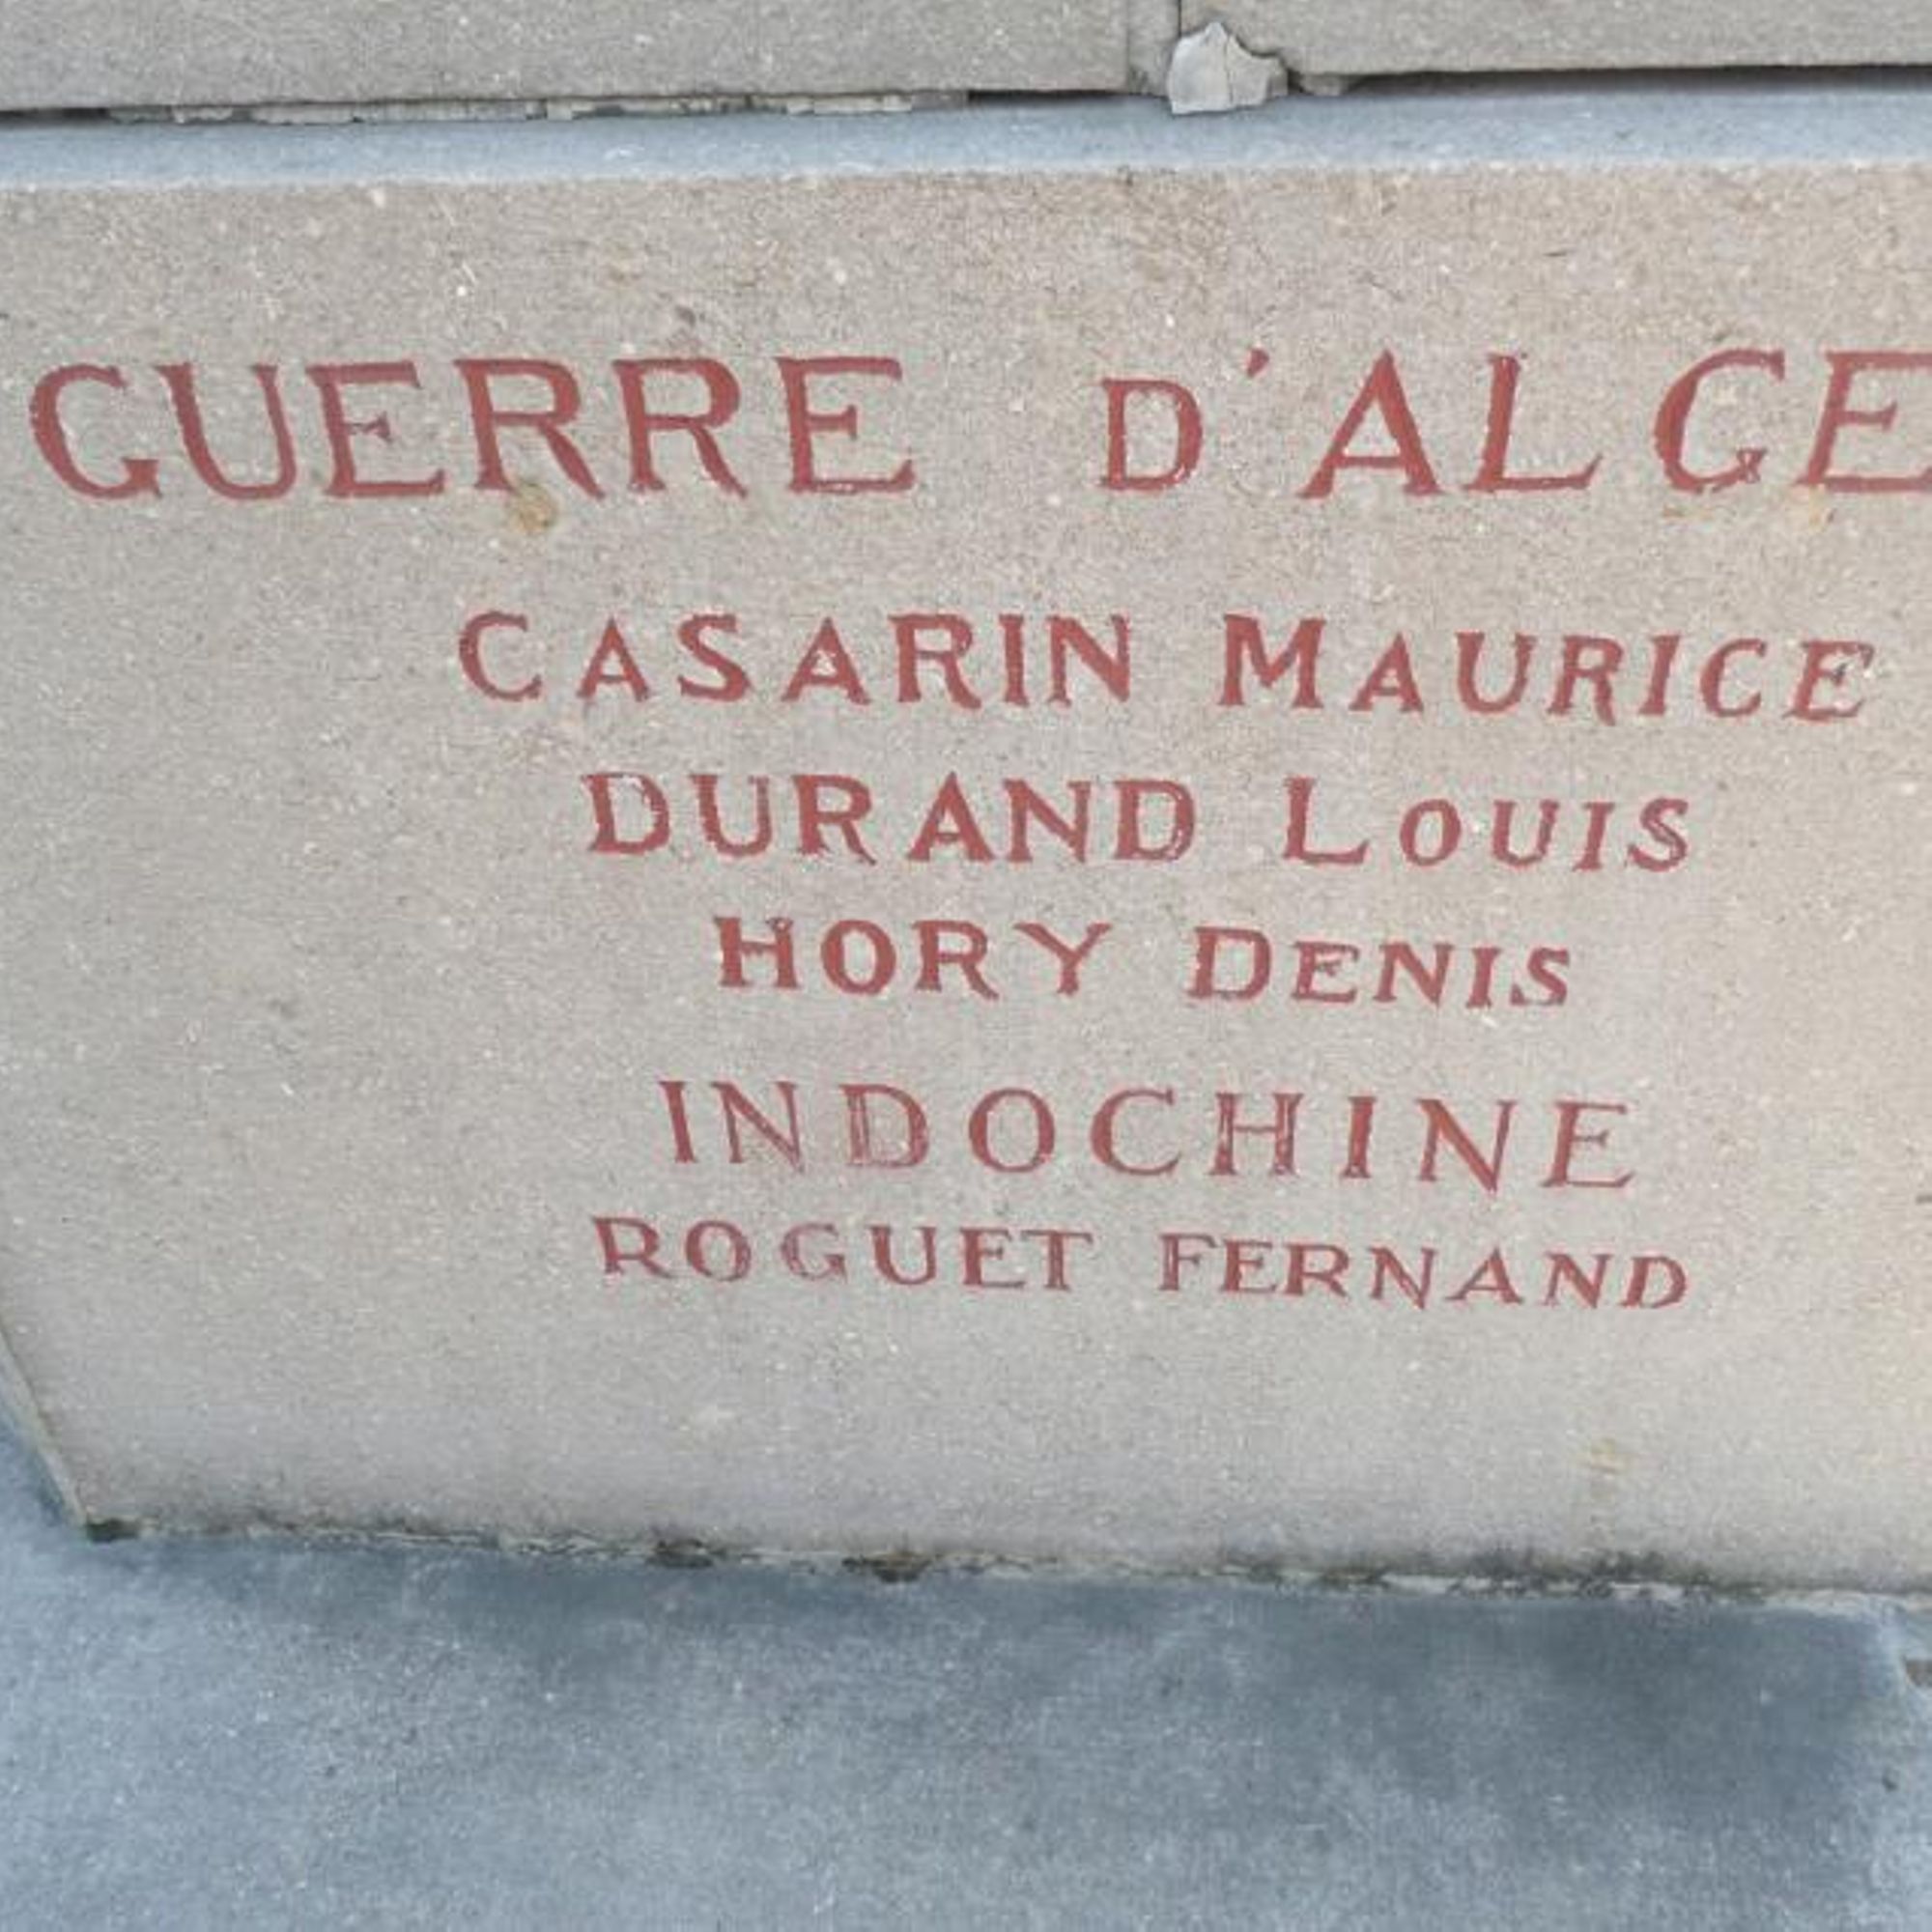 GUERRE D'ALGE
CASARIN MAURICE
DURAND LOUIS
HORY DENIS
INDOCHINE
ROGUET FERNAND